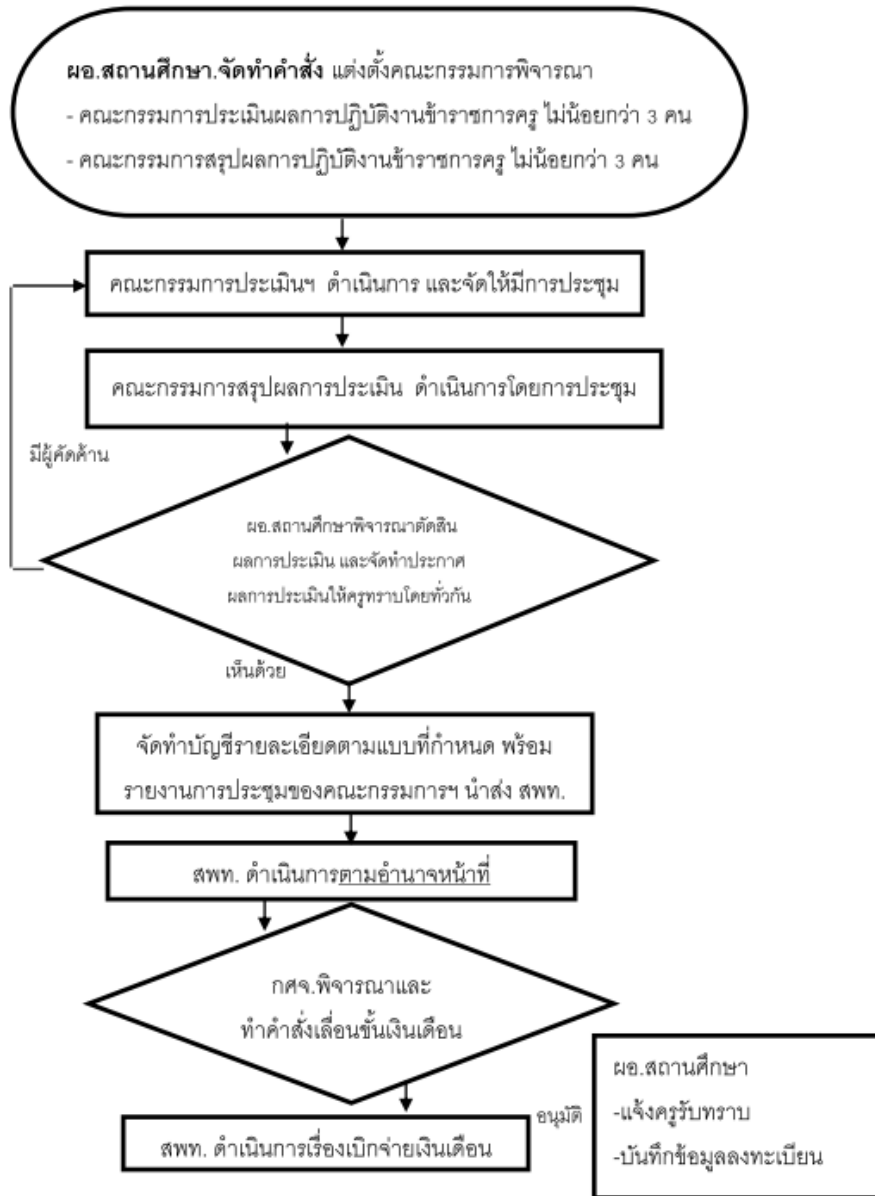 ผอ.สถานศึกษา.จัดทำคำสั่ง แต่งตั้งคณะกรรมการพิจารณา
- คณะกรรมการประเมินผลการปฏิบัติงานข้าราชการครู ไม่น้อยกว่า 3 คน
- คณะกรรมการสรุปผลการปฏิบัติงานข้าราชการครู ไม่น้อยกว่า 3 คน
คณะกรรมการประเมินฯ ดำเนินการ และจัดให้มีการประชุม
คณะกรรมการสรุปผลการประเมิน ดำเนินการโดยการประชุม
มีผู้คัดค้าน
ผอ.สถานศึกษาพิจารณาตัดสิน
ผลการประเมิน และจัดทำประกาศ
ผลการประเมินให้ครูทราบโดยทั่วกัน
เห็นด้วย
จัดทำบัญชีรายละเอียดตามแบบที่กำหนด พร้อม
รายงานการประชุมของคณะกรรมการฯ นำส่ง สพท.
สพท. ดำเนินการตามอำนาจหน้าที่
กศจ.พิจารณาและ
ทำคำสั่งเลื่อนขั้นเงินเดือน
อนุมัติ
สพท. ดำเนินการเรื่องเบิกจ่ายเงินเดือน
ผอ.สถานศึกษา
-แจ้งครูรับทราบ
-บันทึกข้อมูลลงทะเบียน